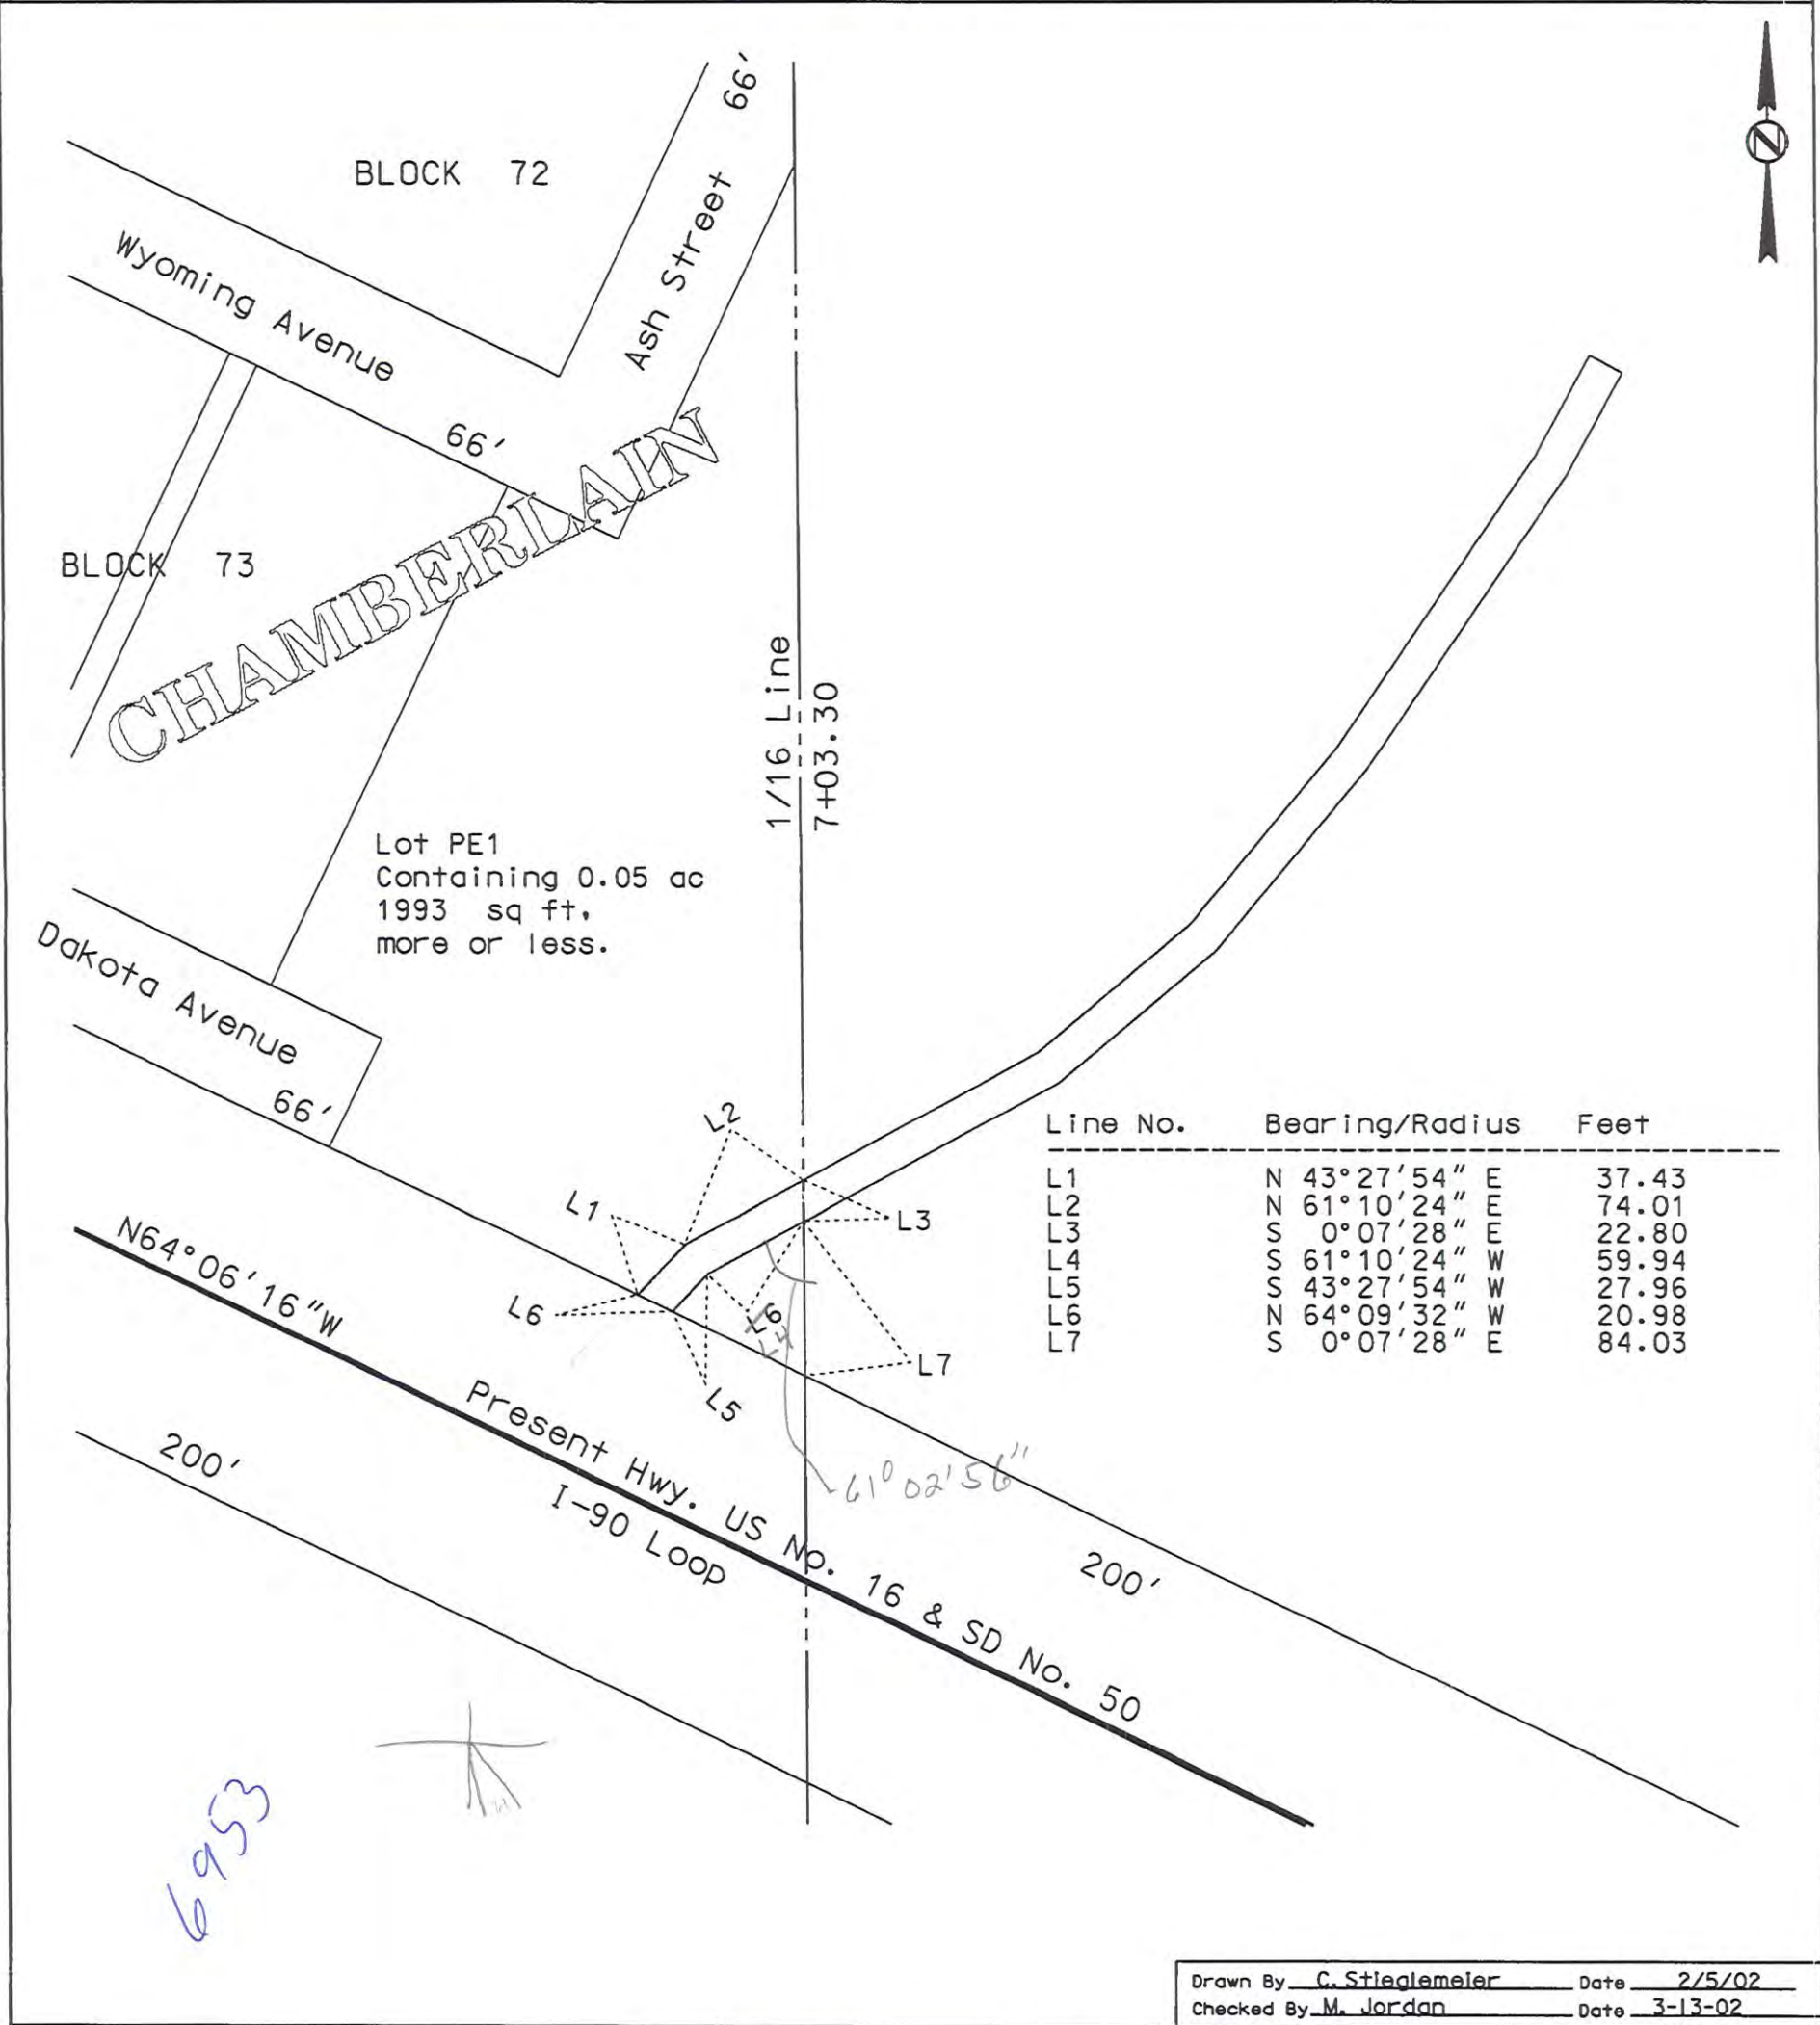 66'
BLOCK 72
Wyoming Avenue
Ash Street
66'
BLOCK 73
CHAMBERLAIN
1/16 Line
7+03.30
Lot PE1
Containing 0.05 ac
1993 sq ft.
more or less.
Dakota Avenue
66'
L2
L1
L3
L6
L6
L4
L5
L7
Line No. Bearing/Radius Feet
L1 N 43°27'54" E 37.43
L2 N 61°10'24" E 74.01
L3 S 0°07'28" E 22.80
L4 S 61°10'24" W 59.94
L5 S 43°27'54" W 27.96
L6 N 64°09'32" W 20.98
L7 S 0°07'28" E 84.03
N64°06'16"W
200'
Present Hwy. US No. 16 & SD No. 50
I-90 Loop
61°02'56"
200'
6953
N
Drawn By C. Stieglemeier Date 2/5/02
Checked By M. Jordan Date 3-13-02